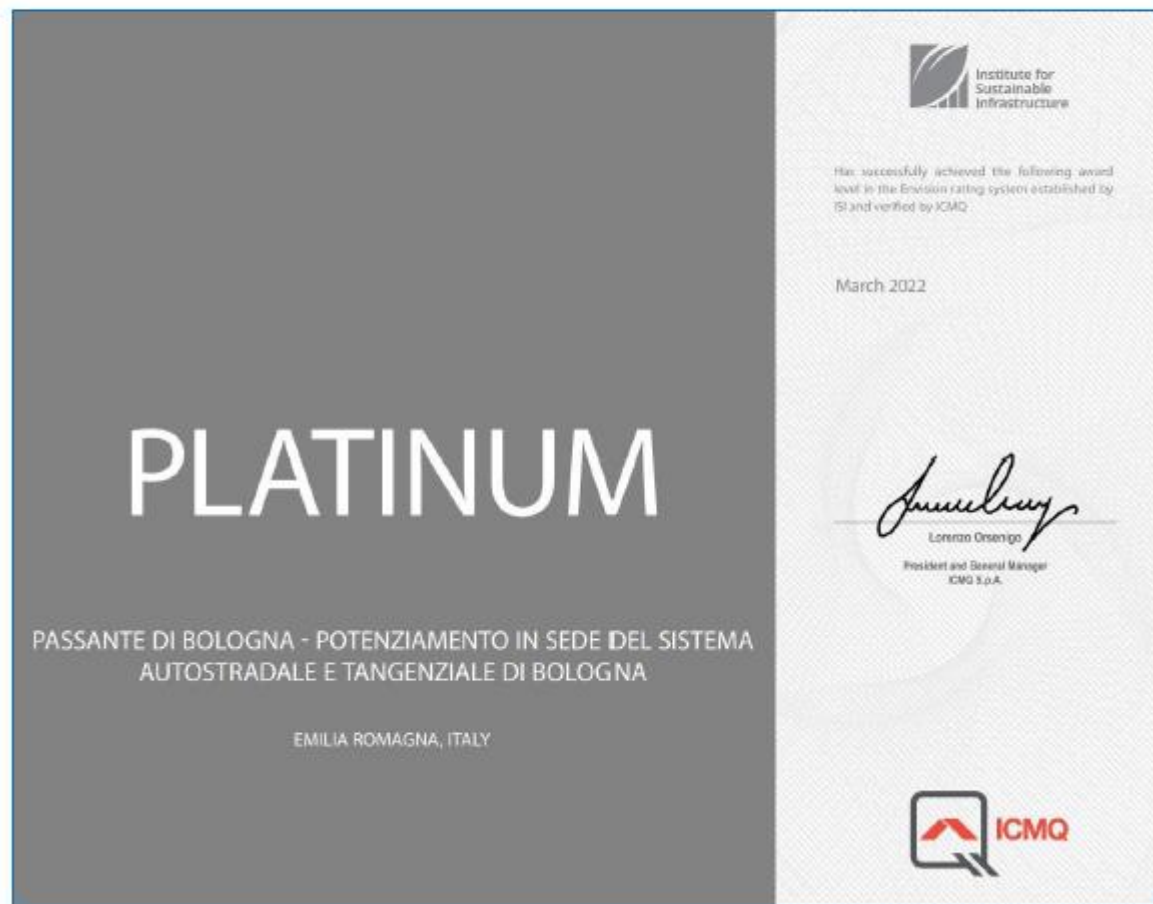 PLATINUM
PASSANTE DI BOLOGNA - POTENZIAMENTO IN SEDE DEL SISTEMA
AUTOSTRADALE E TANGENZIALE DI BOLOGNA
EMILIA ROMAGNA, ITALY
Institute for
Sustainable
Infrastructure
Has successfully achieved the following award
level in the Envision rating system established by
ISI and verified by ICMQ
March 2022
Lorenzo Orsenigo
President and General Manager
ICMQ S.p.A.
ICMQ